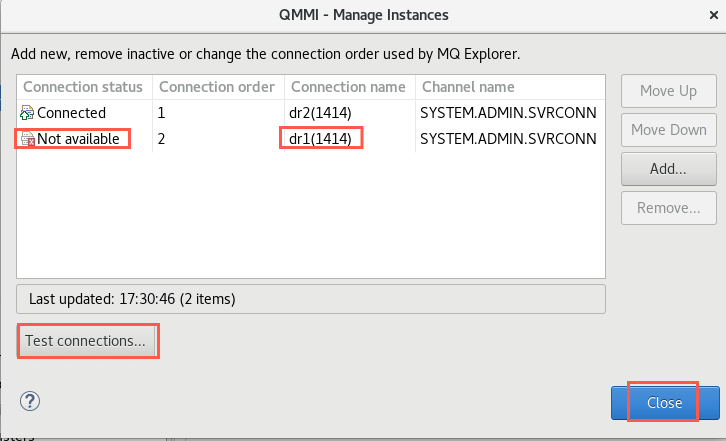 QMMI - Manage Instances
Add new, remove inactive or change the connection order used by MQ Explorer.
Connection status Connection order Connection name Channel name
Connected 1 dr2(1414) SYSTEM.ADMIN.SVRCONN
Not available 2 dr1(1414) SYSTEM.ADMIN.SVRCONN
Move Up
Move Down
Add...
Remove...
Last updated: 17:30:46 (2 items)
Test connections...
?
Close